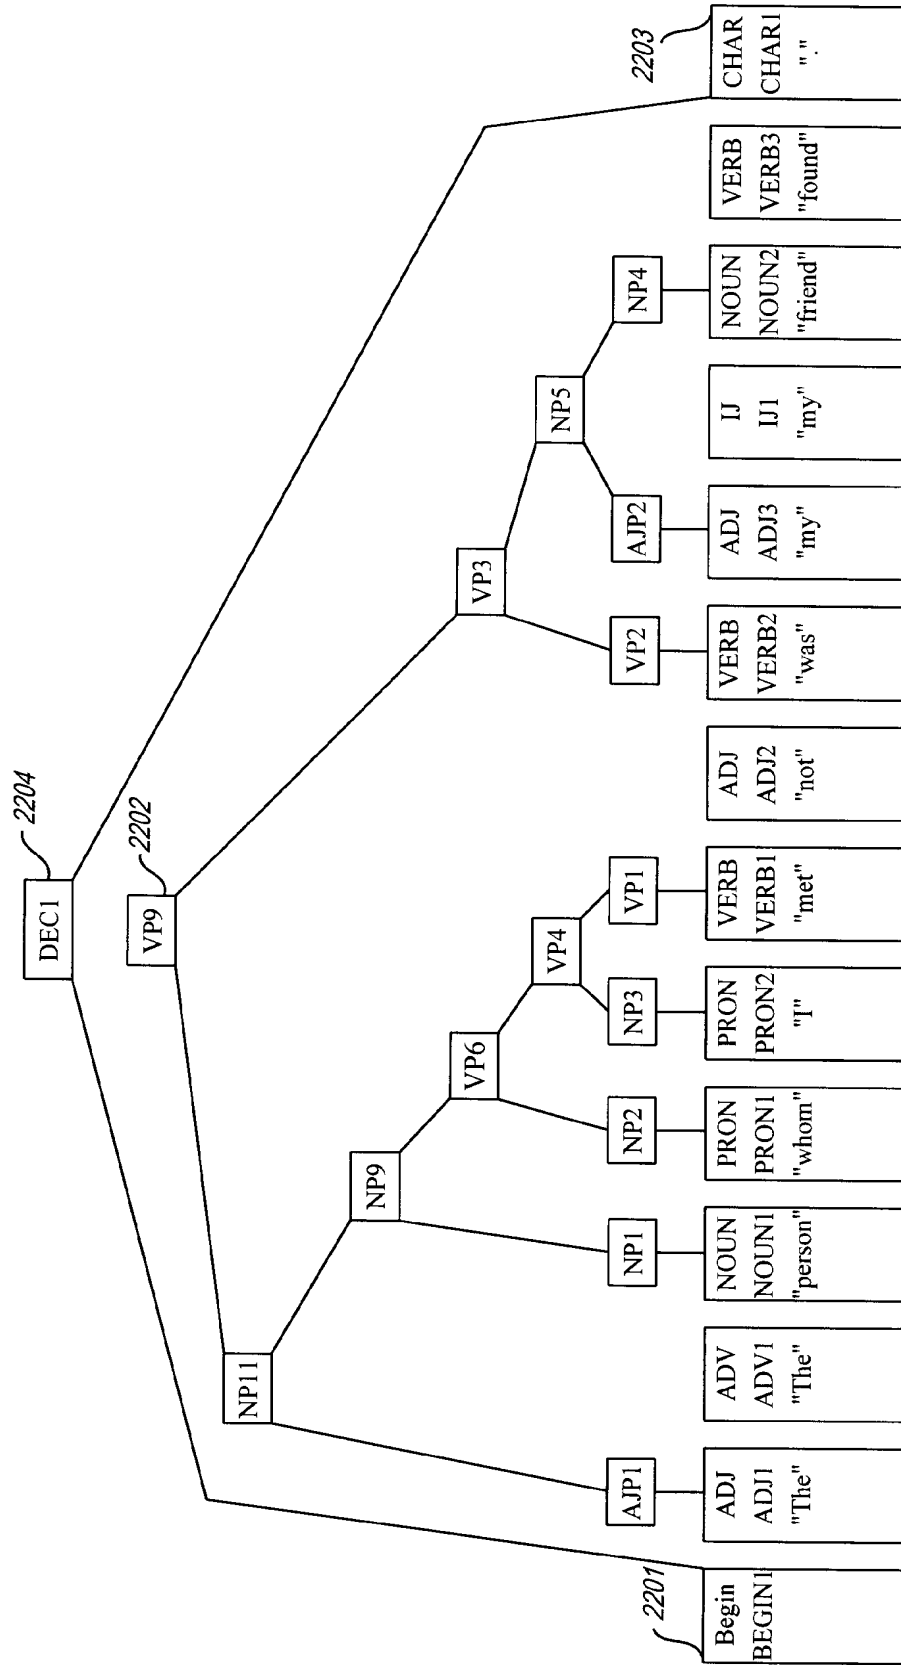 DEC1
2204
VP9
2202
NP11
NP9
VP6
VP4
VP3
NP5
AJP1
NP1
NP2
NP3
VP1
VP2
AJP2
NP4
2201
2203
Begin
BEGIN1
ADJ
ADJ1
"The"
ADV
ADV1
"The"
NOUN
NOUN1
"person"
PRON
PRON1
"whom"
PRON
PRON2
"I"
VERB
VERB1
"met"
ADJ
ADJ2
"not"
VERB
VERB2
"was"
ADJ
ADJ3
"my"
IJ
IJ1
"my"
NOUN
NOUN2
"friend"
VERB
VERB3
"found"
CHAR
CHAR1
"."